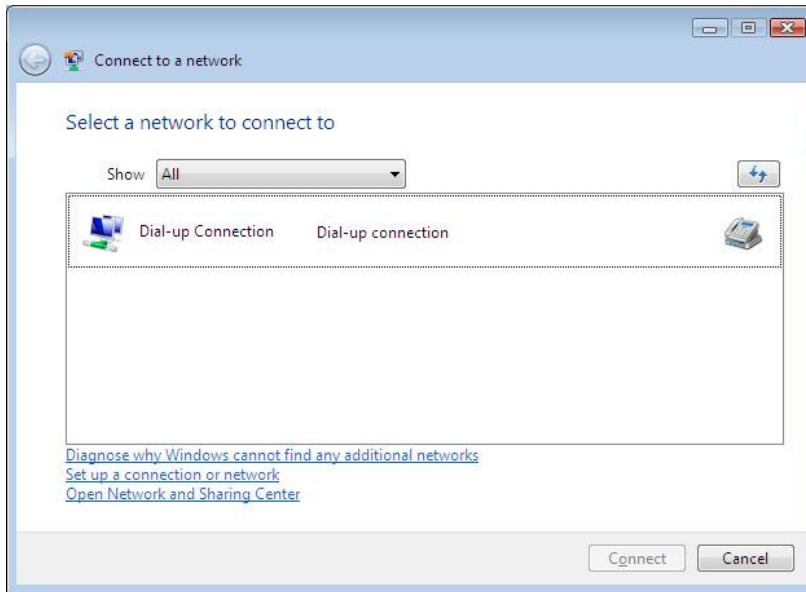 Connect to a network
Select a network to connect to
Show All
Dial-up Connection Dial-up connection
Diagnose why Windows cannot find any additional networks
Set up a connection or network
Open Network and Sharing Center
Connect Cancel